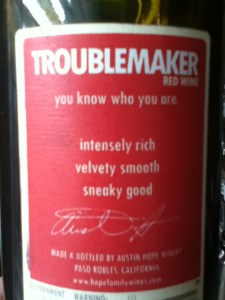 TROUBLEMAKER
RED WINE
you know who you are.
intensely rich
velvety smooth
sneaky good
MADE & BOTTLED BY AUSTIN HOPE WINERY
PASO ROBLES, CALIFORNIA
www.hopefamilywines.com
WARNING: